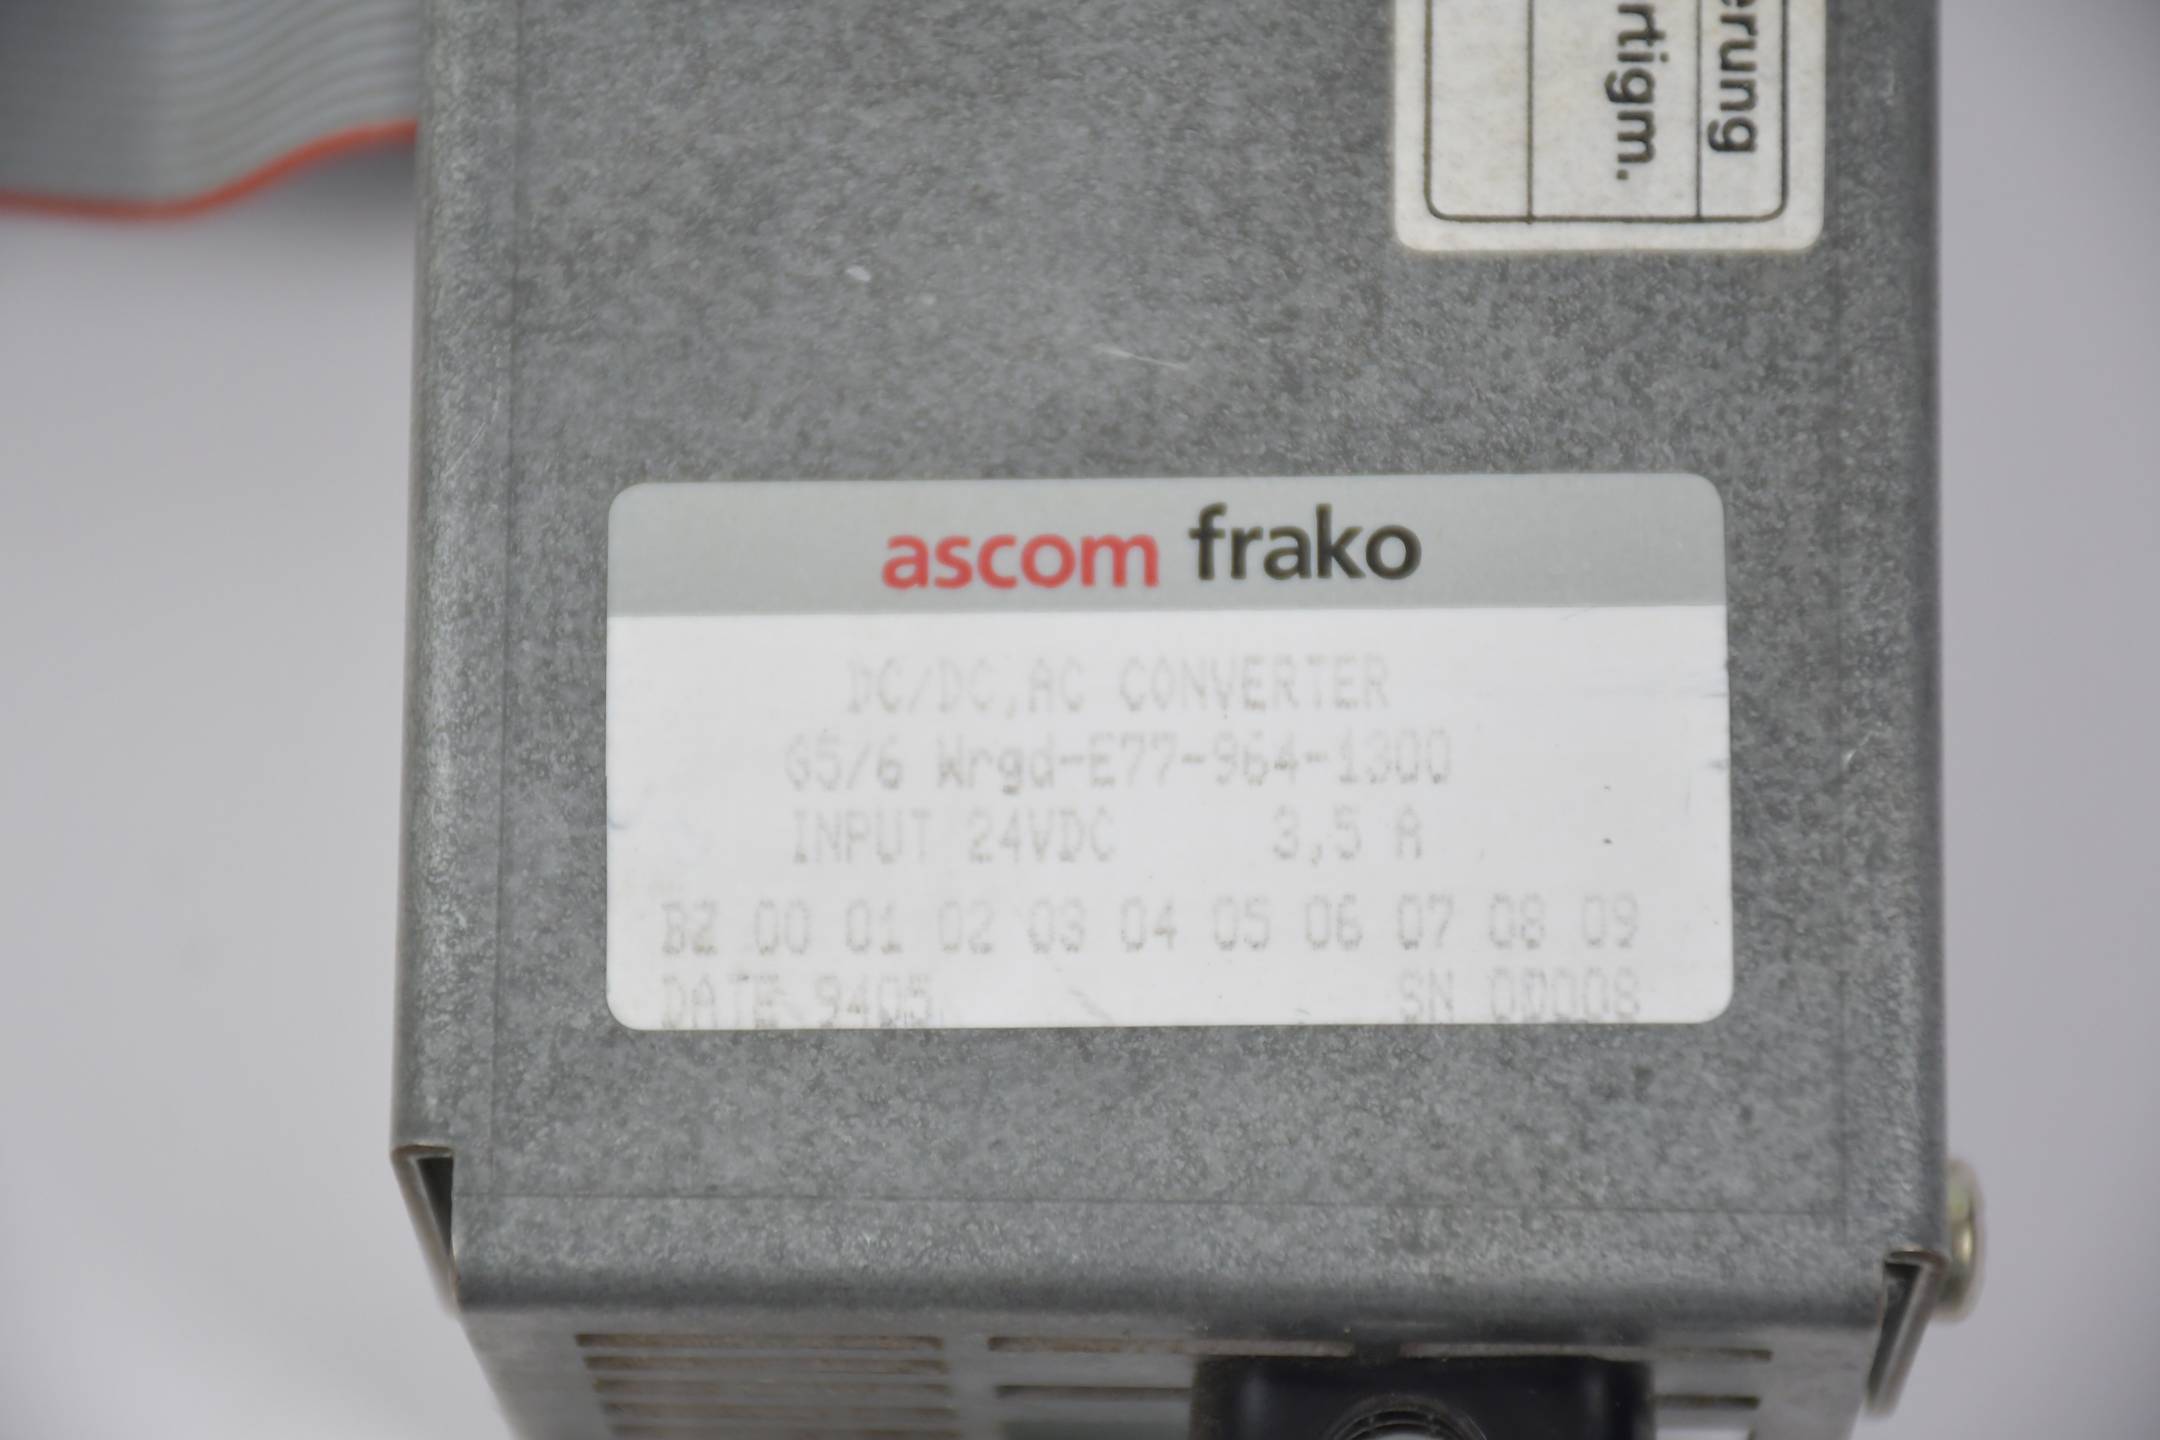 erung
rtigm.
ascom frako
DC/DC,AC CONVERTER
G5/6 Wrgd-E77-964-1300
INPUT 24VDC 3,5 A
BZ 00 01 02 03 04 05 06 07 08 09
DATE 9405 SN 00008